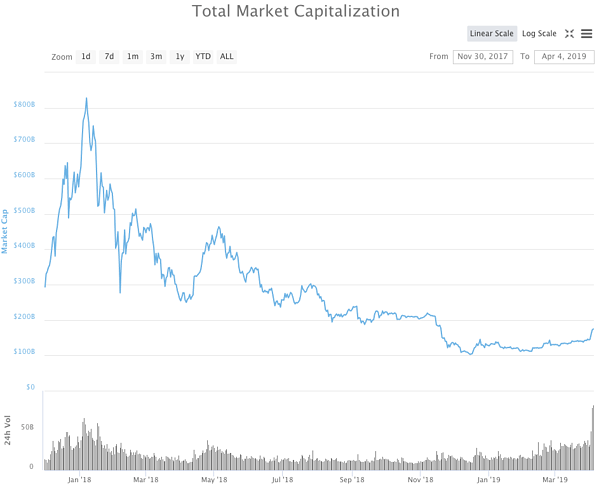 Total Market Capitalization
Linear Scale Log Scale
Zoom 1d 7d 1m 3m 1y YTD ALL From Nov 30, 2017 To Apr 4, 2019
$800B
$700B
$600B
$500B
$400B
$300B
$200B
$100B
$0
Market Cap
50B
0
24h Vol
Jan '18 Mar '18 May '18 Jul '18 Sep '18 Nov '18 Jan '19 Mar '19